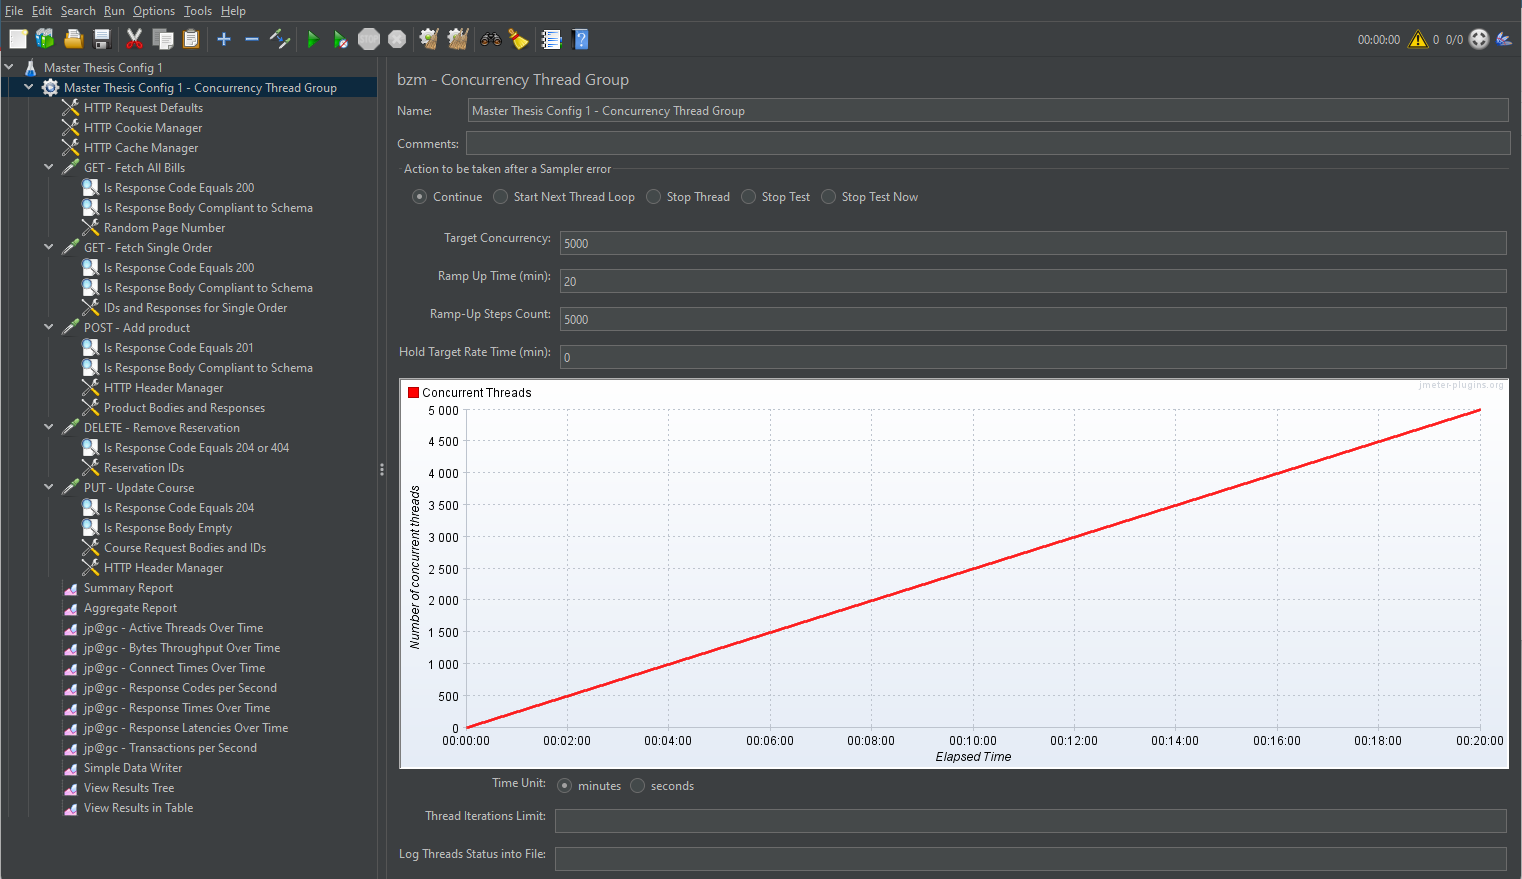 File Edit Search Run Options Tools Help
STOP
00:00:00 0 0/0
Master Thesis Config 1
Master Thesis Config 1 - Concurrency Thread Group
HTTP Request Defaults
HTTP Cookie Manager
HTTP Cache Manager
GET - Fetch All Bills
Is Response Code Equals 200
Is Response Body Compliant to Schema
Random Page Number
GET - Fetch Single Order
Is Response Code Equals 200
Is Response Body Compliant to Schema
IDs and Responses for Single Order
POST - Add product
Is Response Code Equals 201
Is Response Body Compliant to Schema
HTTP Header Manager
Product Bodies and Responses
DELETE - Remove Reservation
Is Response Code Equals 204 or 404
Reservation IDs
PUT - Update Course
Is Response Code Equals 204
Is Response Body Empty
Course Request Bodies and IDs
HTTP Header Manager
Summary Report
Aggregate Report
jp@gc - Active Threads Over Time
jp@gc - Bytes Throughput Over Time
jp@gc - Connect Times Over Time
jp@gc - Response Codes per Second
jp@gc - Response Times Over Time
jp@gc - Response Latencies Over Time
jp@gc - Transactions per Second
Simple Data Writer
View Results Tree
View Results in Table
bzm - Concurrency Thread Group
Name: Master Thesis Config 1 - Concurrency Thread Group
Comments:
Action to be taken after a Sampler error
Continue Start Next Thread Loop Stop Thread Stop Test Stop Test Now
Target Concurrency: 5000
Ramp Up Time (min): 20
Ramp-Up Steps Count: 5000
Hold Target Rate Time (min): 0
Concurrent Threads
jmeter-plugins.org
5 000
4 500
4 000
3 500
3 000
2 500
2 000
1 500
1 000
500
0
Number of concurrent threads
00:00:00 00:02:00 00:04:00 00:06:00 00:08:00 00:10:00 00:12:00 00:14:00 00:16:00 00:18:00 00:20:00
Elapsed Time
Time Unit: minutes seconds
Thread Iterations Limit:
Log Threads Status into File: